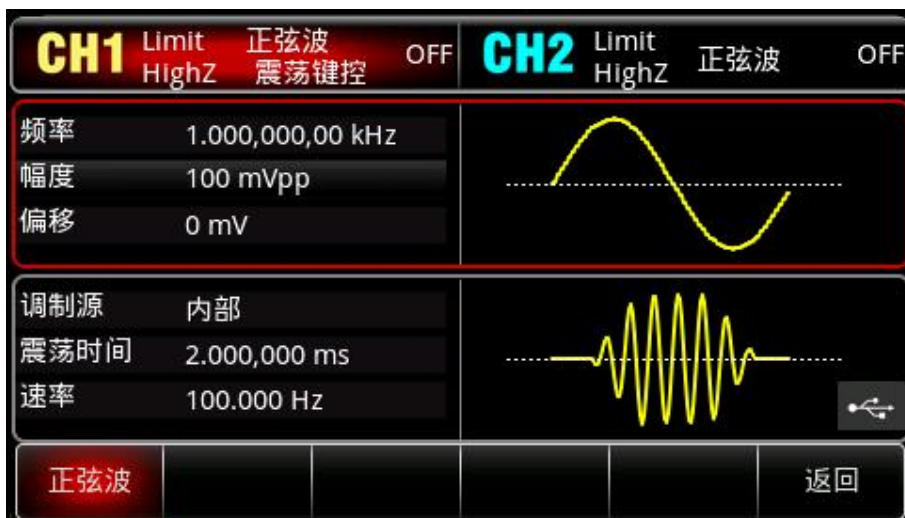 CH1 Limit 正弦波 OFF CH2 Limit 正弦波 OFF
HighZ 震荡键控 HighZ
频率 1.000,000,00 kHz
幅度 100 mVpp
偏移 0 mV
调制源 内部
震荡时间 2.000,000 ms
速率 100.000 Hz
正弦波 返回